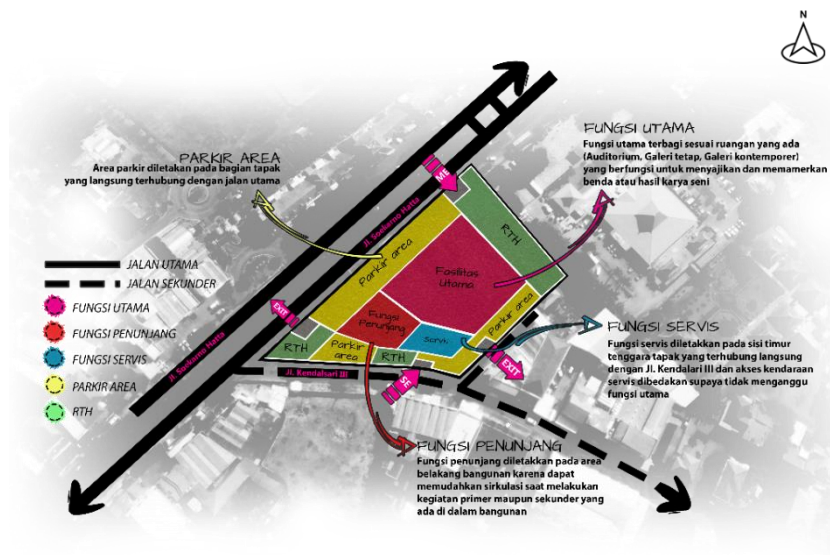 N
FUNGSI UTAMA
Fungsi utama terbagi sesuai ruangan yang ada
(Auditorium, Galeri tetap, Galeri kontemporer)
yang berfungsi untuk menyajikan dan memamerkan
benda atau hasil karya seni
PARKIR AREA
Area parkir diletakan pada bagian tapak
yang langsung terhubung dengan jalan utama
ME
Jl. Soekarno Hatta
RTH
Parkir area
Fasilitas
Utama
JALAN UTAMA
JALAN SEKUNDER
FUNGSI UTAMA
FUNGSI PENUNJANG
FUNGSI SERVIS
PARKIR AREA
RTH
EXIT
Fungsi
Penunjang
Servis
Parkir area
Jl. Soekarno Hatta
RTH
Parkir
area
RTH
EXIT
Jl. Kendalsari III
SE
FUNGSI SERVIS
Fungsi servis diletakkan pada sisi timur
tenggara tapak yang terhubung langsung
dengan Jl. Kendalari III dan akses kendaraan
servis dibedakan supaya tidak menganggu
fungsi utama
FUNGSI PENUNJANG
Fungsi penunjang diletakkan pada area
belakang bangunan karena dapat
memudahkan sirkulasi saat melakukan
kegiatan primer maupun sekunder yang
ada di dalam bangunan